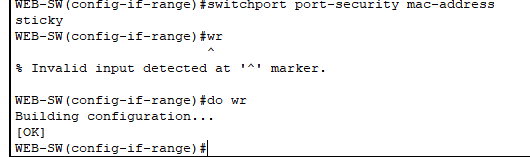 WEB-SW(config-if-range)#switchport port-security mac-address
sticky
WEB-SW(config-if-range)#wr
^
% Invalid input detected at '^' marker.
WEB-SW(config-if-range)#do wr
Building configuration...
[OK]
WEB-SW(config-if-range)#